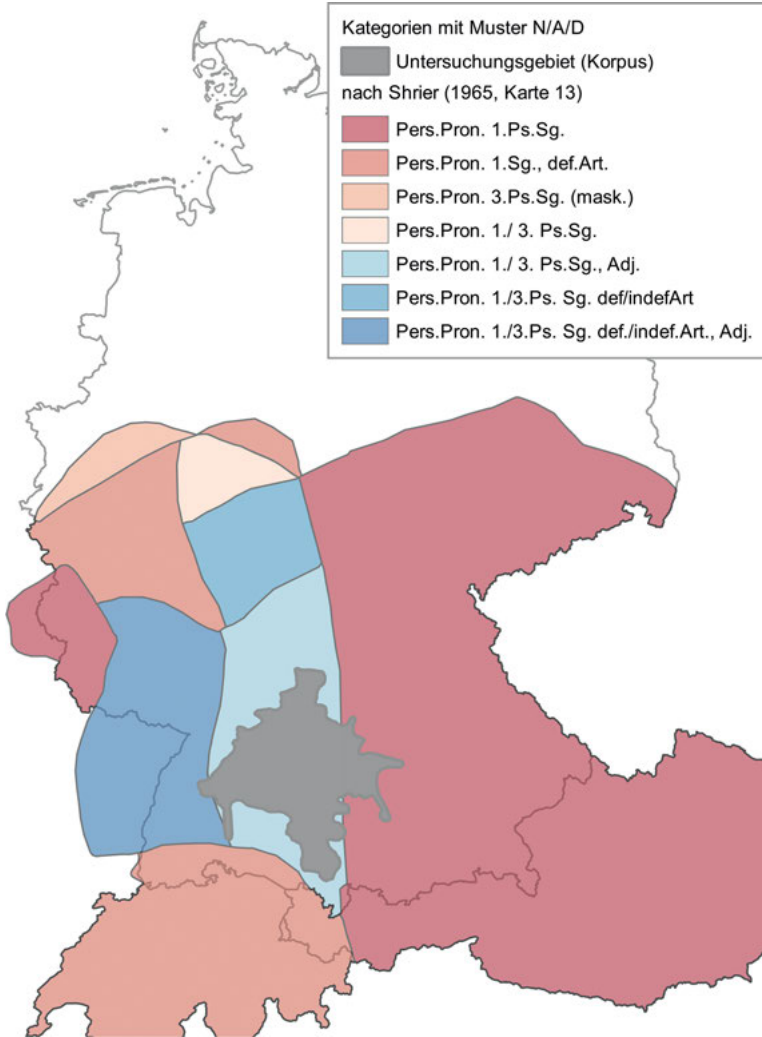 Kategorien mit Muster N/A/D
Untersuchungsgebiet (Korpus)
nach Shrier (1965, Karte 13)
Pers.Pron. 1.Ps.Sg.
Pers.Pron. 1.Sg., def.Art.
Pers.Pron. 3.Ps.Sg. (mask.)
Pers.Pron. 1./ 3. Ps.Sg.
Pers.Pron. 1./ 3. Ps.Sg., Adj.
Pers.Pron. 1./3.Ps. Sg. def/indefArt
Pers.Pron. 1./3.Ps. Sg. def./indef.Art., Adj.